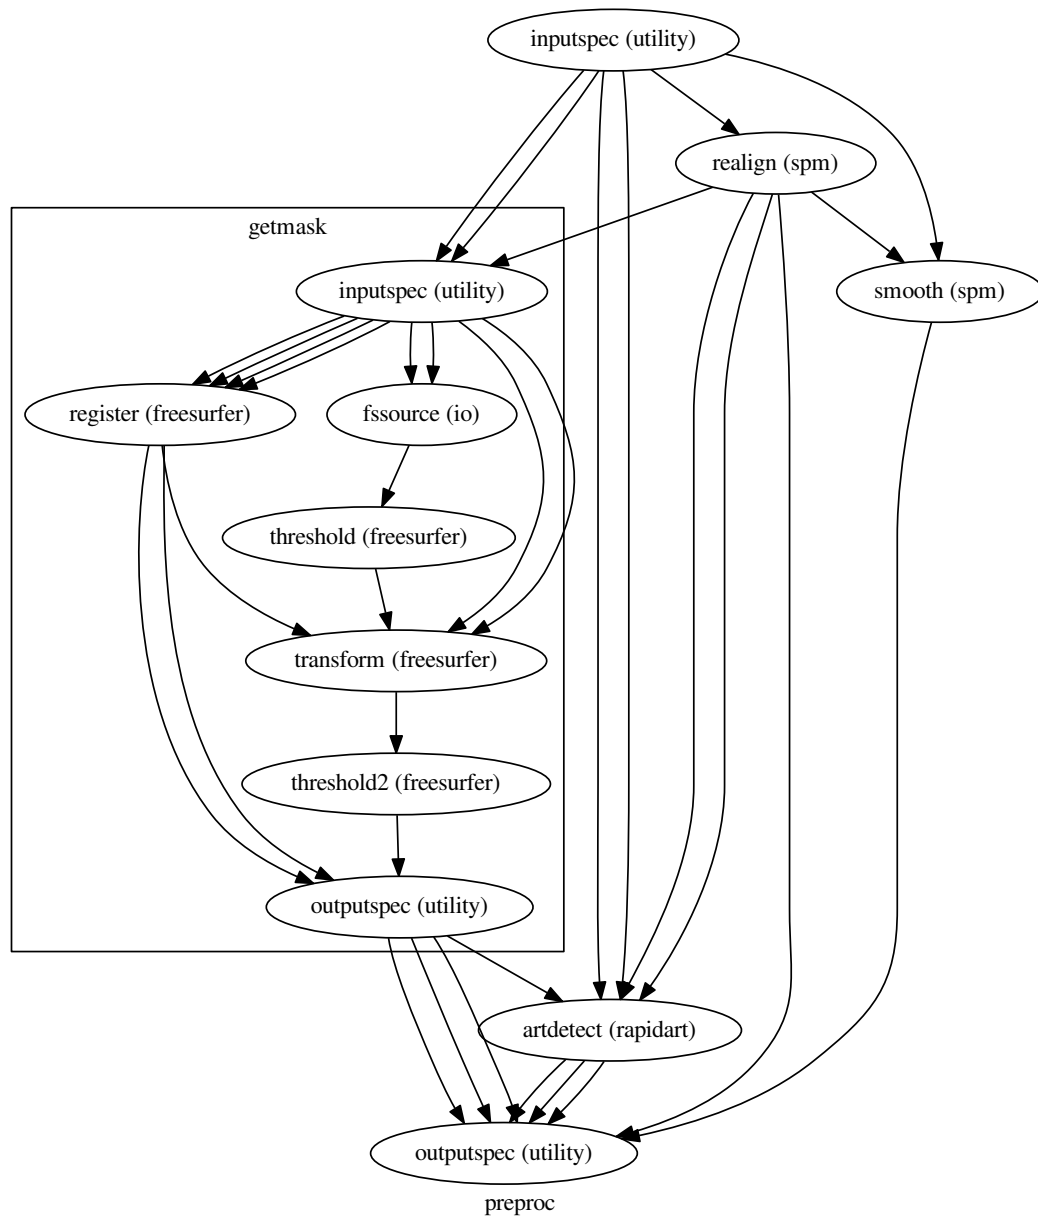 inputspec (utility)
realign (spm)
getmask
inputspec (utility)
smooth (spm)
register (freesurfer)
fssource (io)
threshold (freesurfer)
transform (freesurfer)
threshold2 (freesurfer)
outputspec (utility)
artdetect (rapidart)
outputspec (utility)
preproc